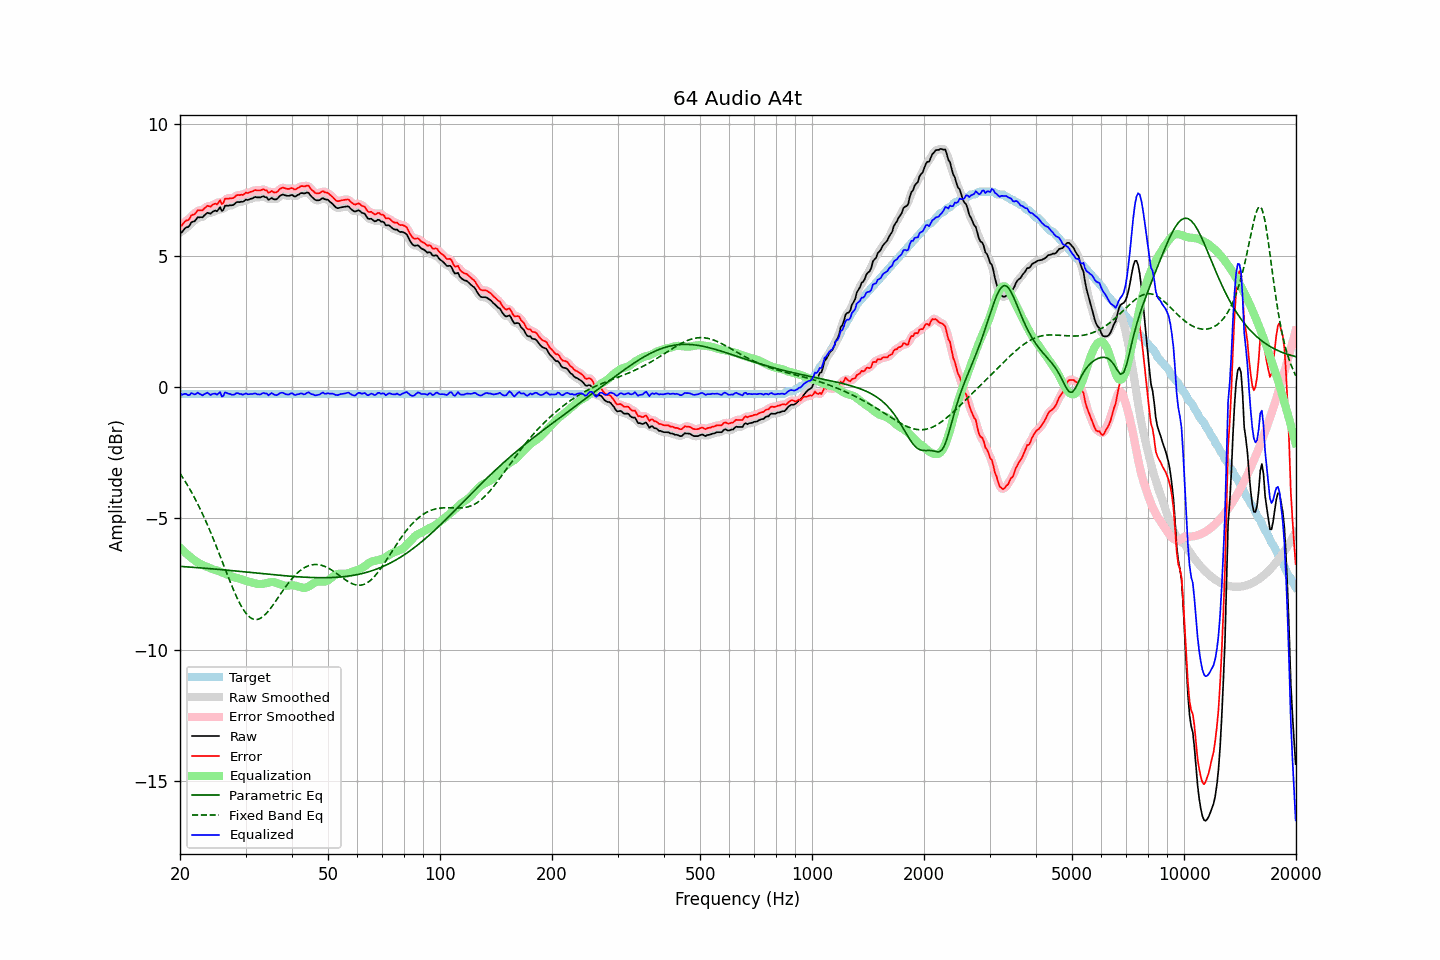 64 Audio A4t
10
5
0
−5
−10
−15
Amplitude (dBr)
Target
Raw Smoothed
Error Smoothed
Raw
Error
Equalization
Parametric Eq
Fixed Band Eq
Equalized
20 50 100 200 500 1000 2000 5000 10000 20000
Frequency (Hz)